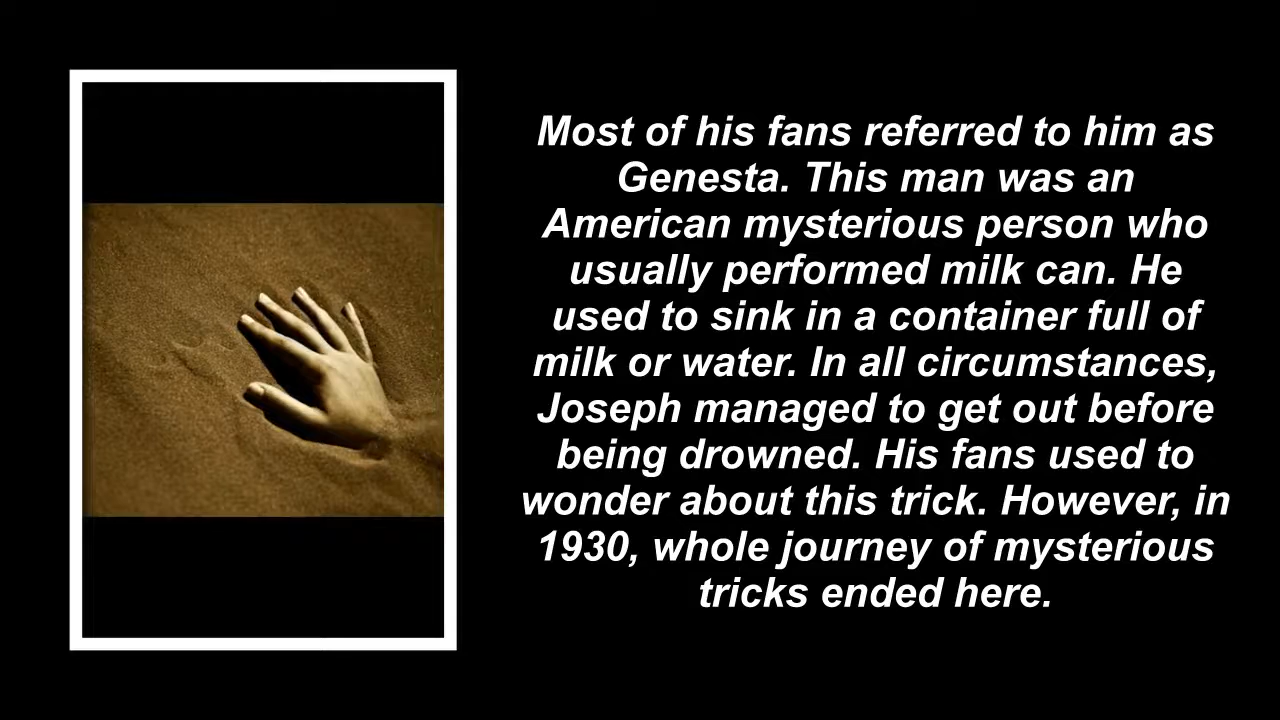 Most of his fans referred to him as
Genesta. This man was an
American mysterious person who
usually performed milk can. He
used to sink in a container full of
milk or water. In all circumstances,
Joseph managed to get out before
being drowned. His fans used to
wonder about this trick. However, in
1930, whole journey of mysterious
tricks ended here.